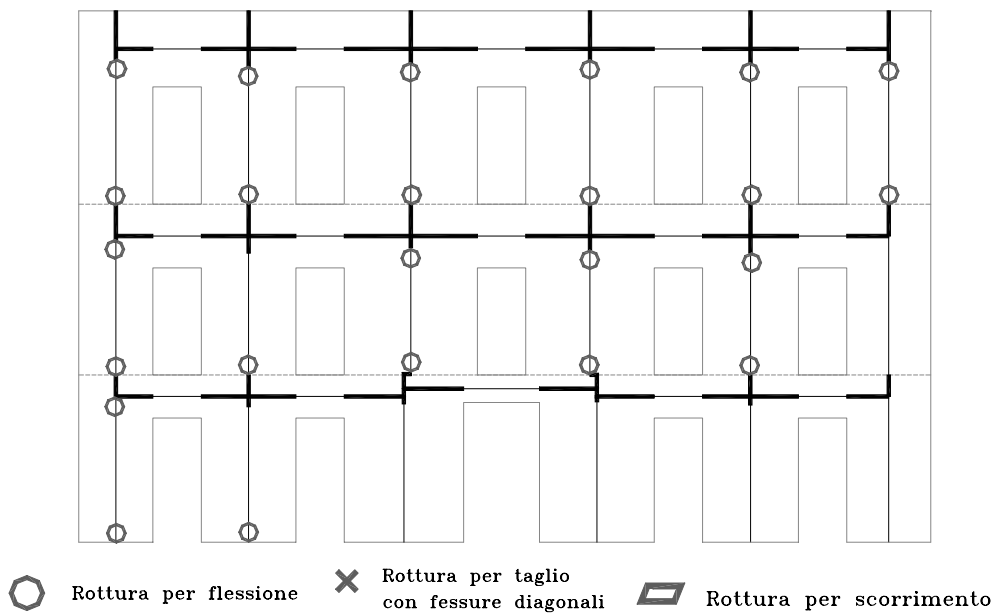 Rottura per flessione
Rottura per taglio
con fessure diagonali
Rottura per scorrimento